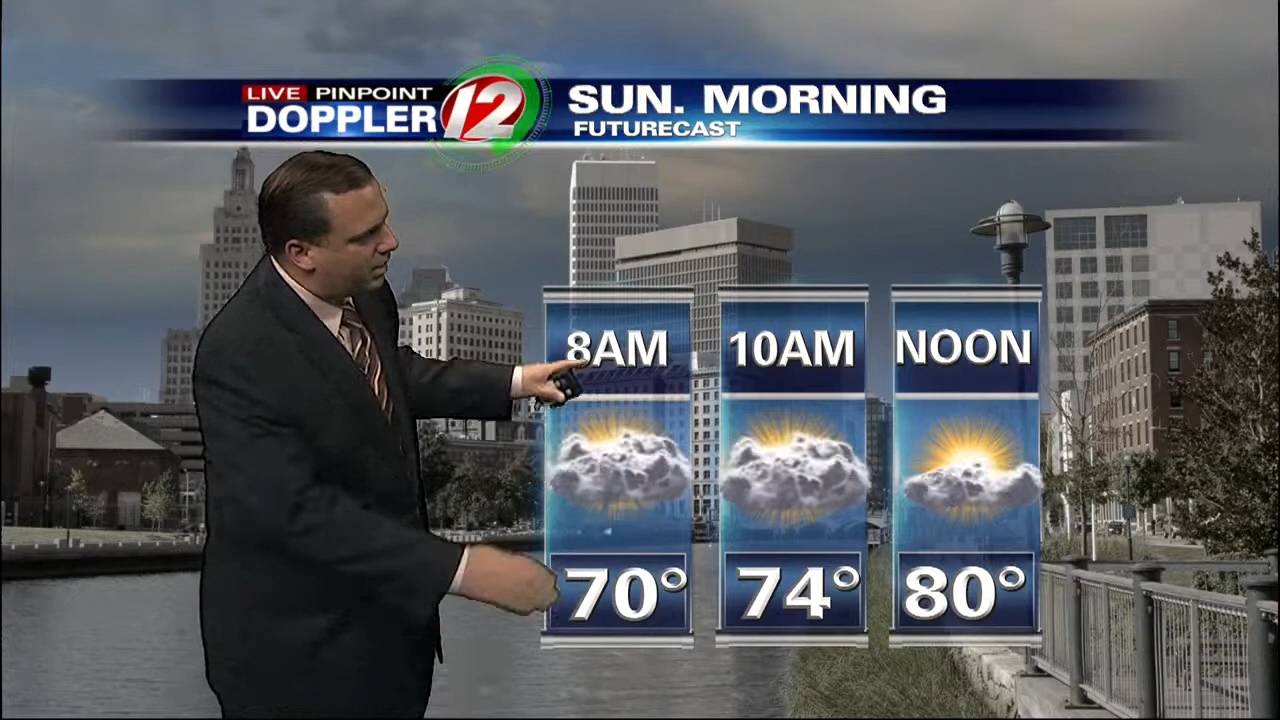 LIVE PINPOINT
DOPPLER 12
SUN. MORNING
FUTURECAST
8AM
10AM
NOON
70°
74°
80°